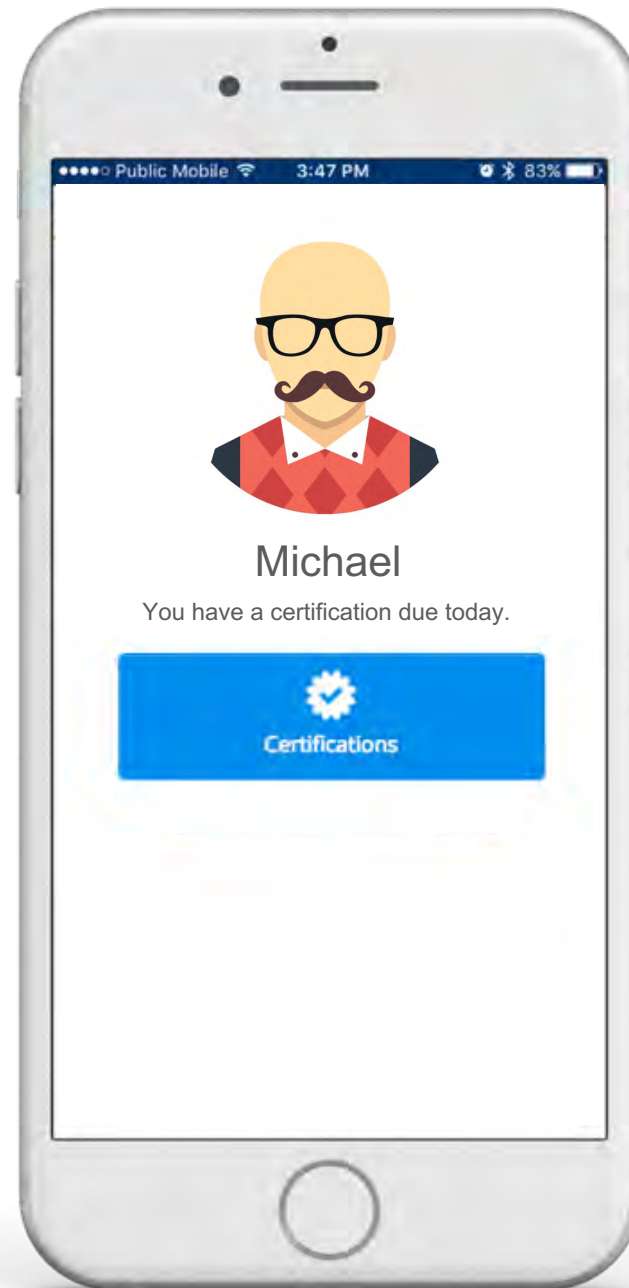 Public Mobile 3:47 PM 83%
Michael
You have a certification due today.
Certifications